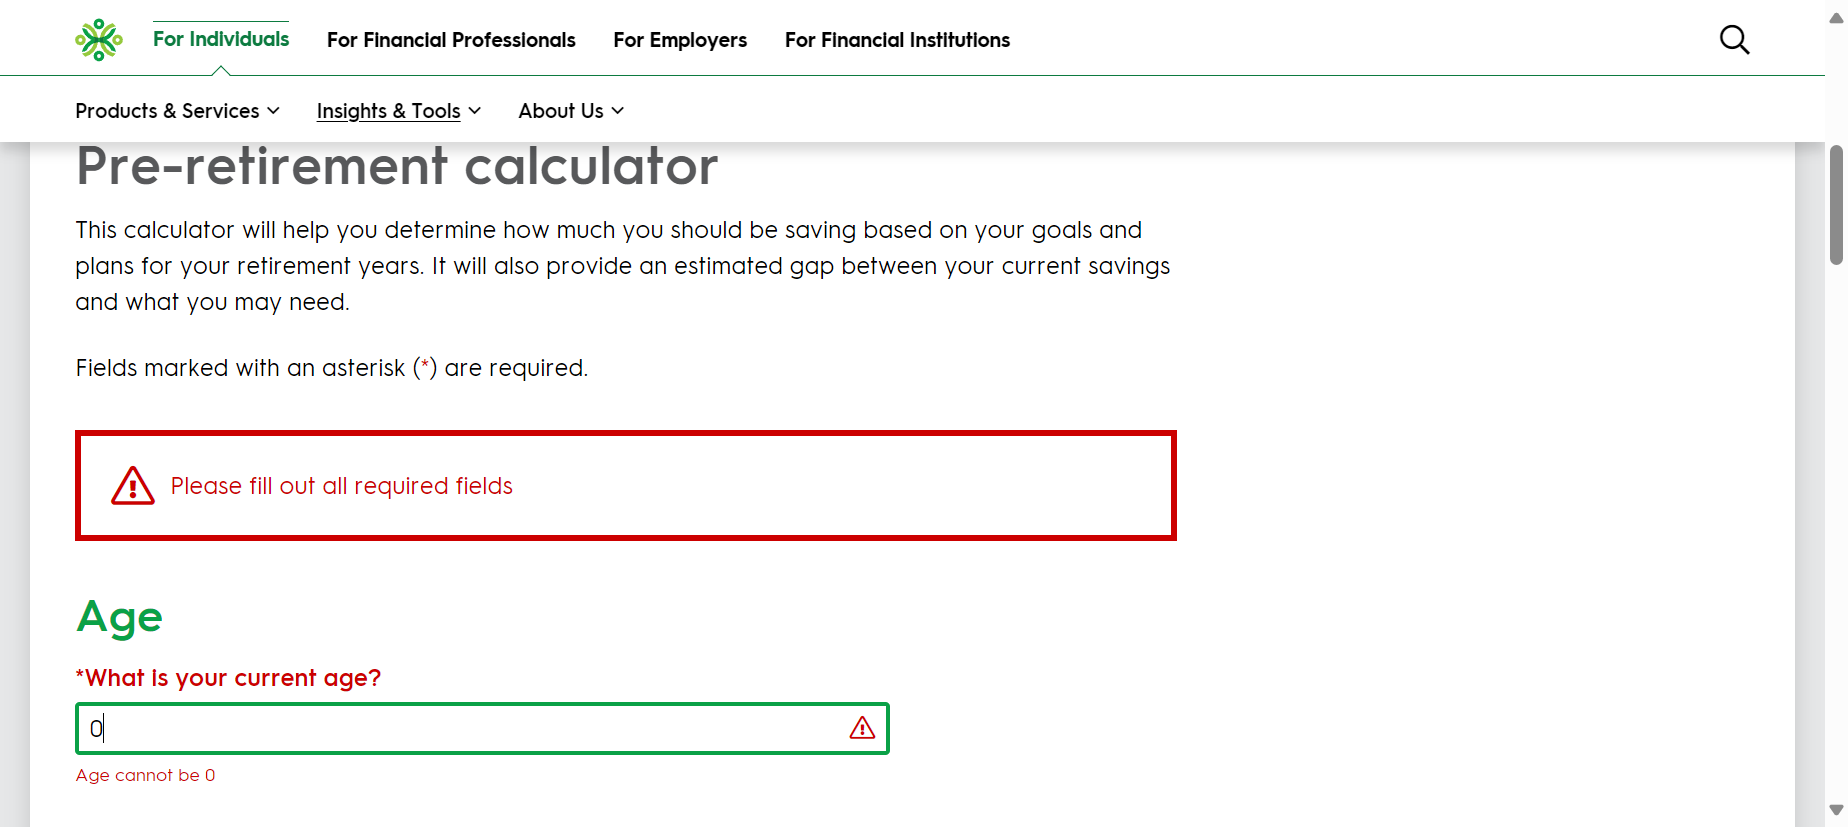 For Individuals For Financial Professionals For Employers For Financial Institutions
Products & Services Insights & Tools About Us
Pre-retirement calculator
This calculator will help you determine how much you should be saving based on your goals and
plans for your retirement years. It will also provide an estimated gap between your current savings
and what you may need.
Fields marked with an asterisk (*) are required.
Please fill out all required fields
Age
*What is your current age?
0
Age cannot be 0